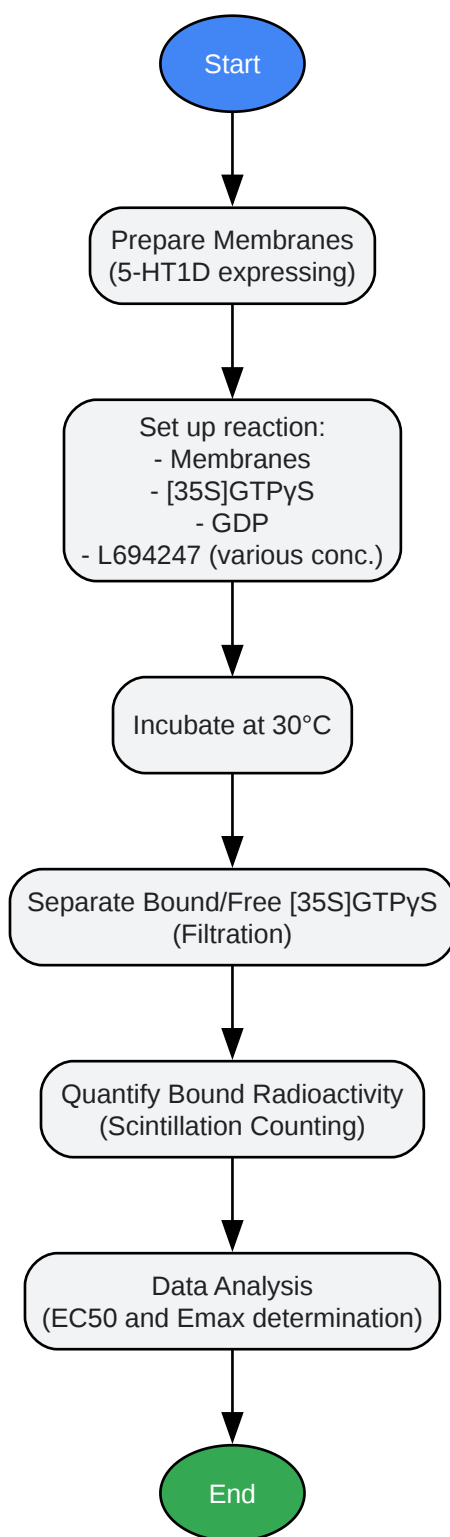 Start
Prepare Membranes
(5-HT1D expressing)
Set up reaction:
- Membranes
- [35S]GTPγS
- GDP
- L694247 (various conc.)
Incubate at 30°C
Separate Bound/Free [35S]GTPγS
(Filtration)
Quantify Bound Radioactivity
(Scintillation Counting)
Data Analysis
(EC50 and Emax determination)
End